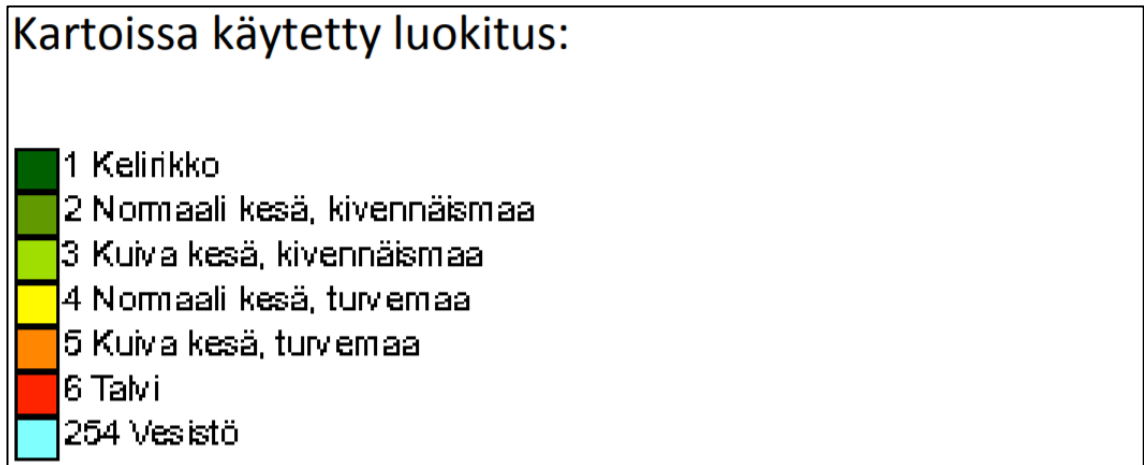 Kartoissa käytetty luokitus:
1 Kelirikko
2 Normaali kesä, kivennäismaa
3 Kuiva kesä, kivennäismaa
4 Normaali kesä, turvemaa
5 Kuiva kesä, turvemaa
6 Talvi
254 Vesistö